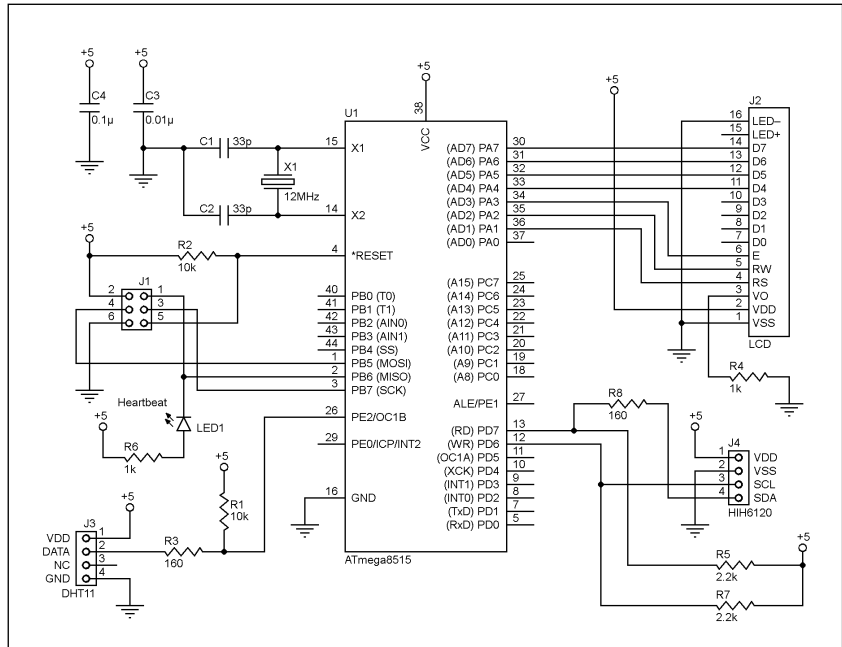 +5
+5
C4
0.1µ
C3
0.01µ
+5
+5
J2
U1
38
VCC
C1
33p
X1
12MHz
C2
33p
15
X1
14
X2
+5
R2
10k
4
*RESET
J1
2
1
4
3
6
5
40
PB0 (T0)
41
PB1 (T1)
42
PB2 (AIN0)
43
PB3 (AIN1)
44
PB4 (SS)
1
PB5 (MOSI)
2
PB6 (MISO)
3
PB7 (SCK)
26
PE2/OC1B
29
PE0/ICP/INT2
16
GND
ATmega8515
(AD7) PA7
30
(AD6) PA6
31
(AD5) PA5
32
(AD4) PA4
33
(AD3) PA3
34
(AD2) PA2
35
(AD1) PA1
36
(AD0) PA0
37
(A15) PC7
25
(A14) PC6
24
(A13) PC5
23
(A12) PC4
22
(A11) PC3
21
(A10) PC2
20
(A9) PC1
19
(A8) PC0
18
ALE/PE1
27
(RD) PD7
13
(WR) PD6
12
(OC1A) PD5
11
(XCK) PD4
10
(INT1) PD3
9
(INT0) PD2
8
(TxD) PD1
7
(RxD) PD0
5
16
LED–
15
LED+
14
D7
13
D6
12
D5
11
D4
10
D3
9
D2
8
D1
7
D0
6
E
5
RW
4
RS
3
VO
2
VDD
1
VSS
LCD
R4
1k
R8
160
+5
J4
1
VDD
2
VSS
3
SCL
4
SDA
HIH6120
+5
R5
2.2k
R7
2.2k
Heartbeat
LED1
+5
R6
1k
+5
R1
10k
+5
J3
VDD
1
DATA
2
NC
3
GND
4
DHT11
R3
160